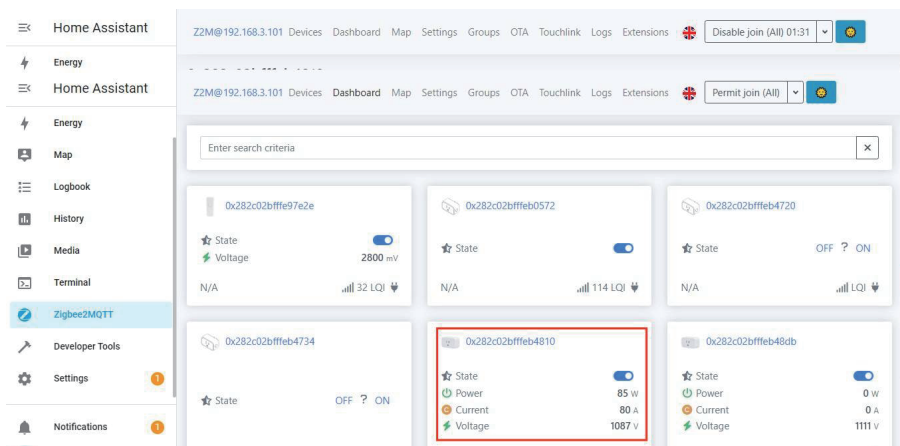 Home Assistant
Z2M@192.168.3.101 Devices Dashboard Map Settings Groups OTA Touchlink Logs Extensions Disable join (All) 01:31
Energy
Home Assistant
Z2M@192.168.3.101 Devices Dashboard Map Settings Groups OTA Touchlink Logs Extensions Permit join (All)
Energy
Map
Logbook
History
Media
Terminal
Zigbee2MQTT
Developer Tools
Settings 1
Notifications 1
Enter search criteria
0x282c02bfffe97e2e
State
Voltage 2800 mV
N/A 32 LQI
0x282c02bfffeb0572
State
N/A 114 LQI
0x282c02bfffeb4720
State OFF ? ON
N/A LQI
0x282c02bfffeb4734
State OFF ? ON
0x282c02bfffeb4810
State
Power 85 W
Current 80 A
Voltage 1087 V
0x282c02bfffeb48db
State
Power 0 W
Current 0 A
Voltage 1111 V